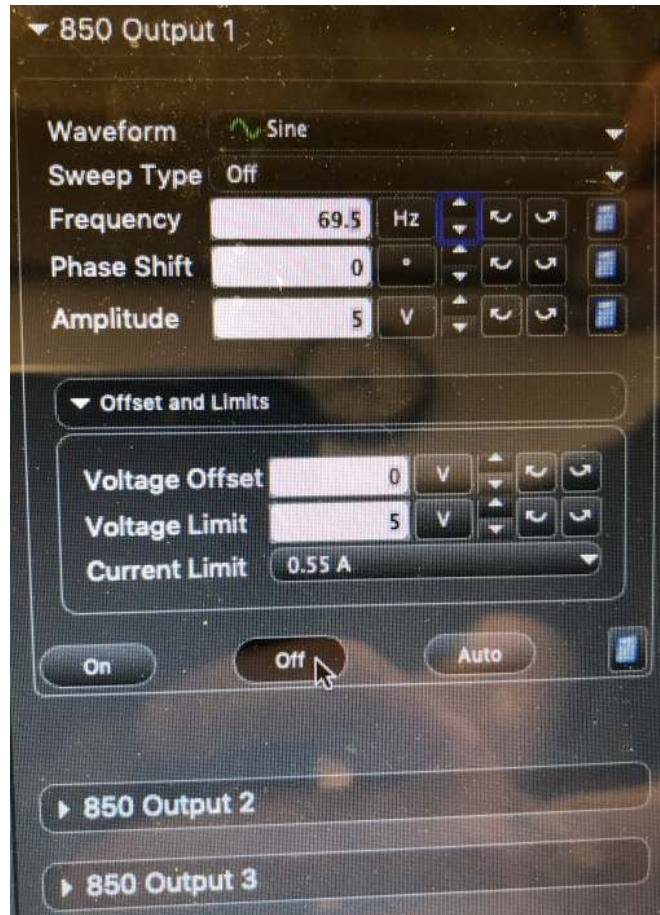 850 Output 1
Waveform Sine
Sweep Type Off
Frequency 69.5 Hz
Phase Shift 0 °
Amplitude 5 V
Offset and Limits
Voltage Offset 0 V
Voltage Limit 5 V
Current Limit 0.55 A
On Off Auto
850 Output 2
850 Output 3